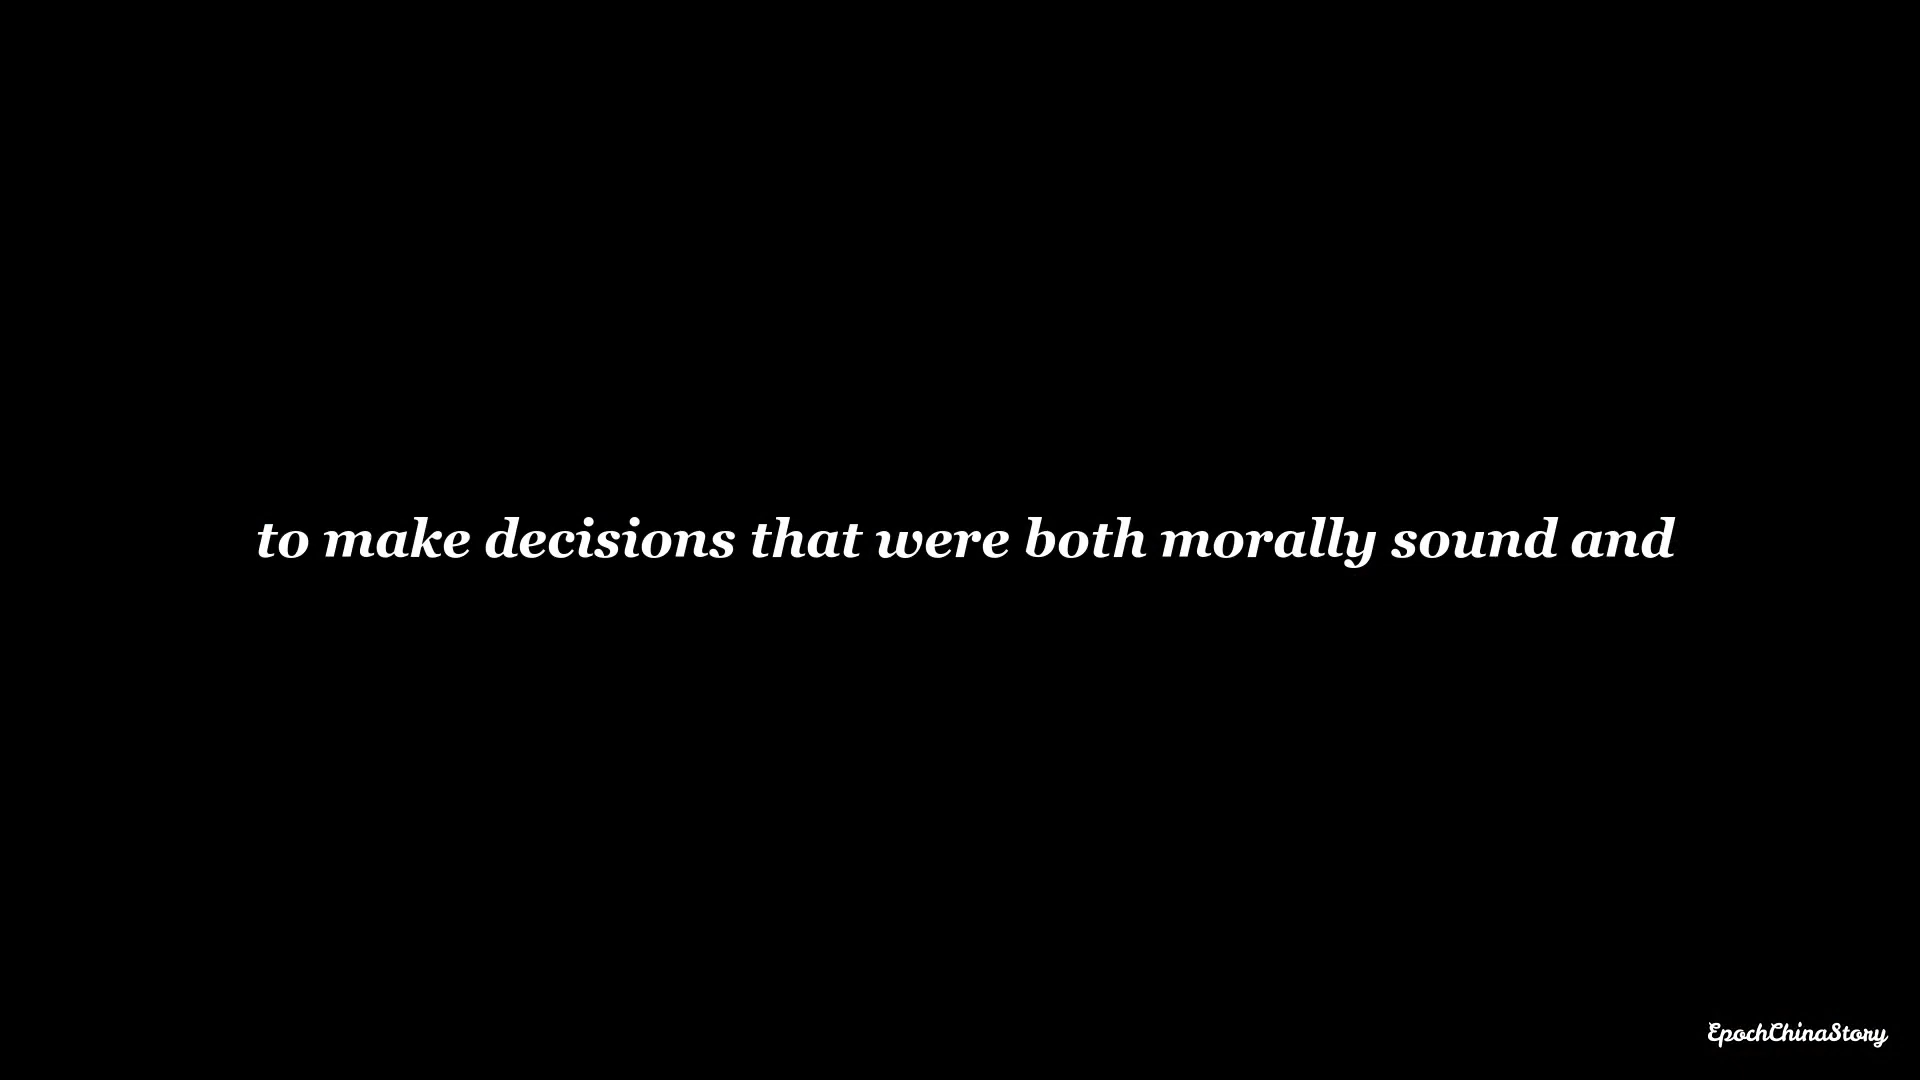 to make decisions that were both morally sound and
EpochChinaStory